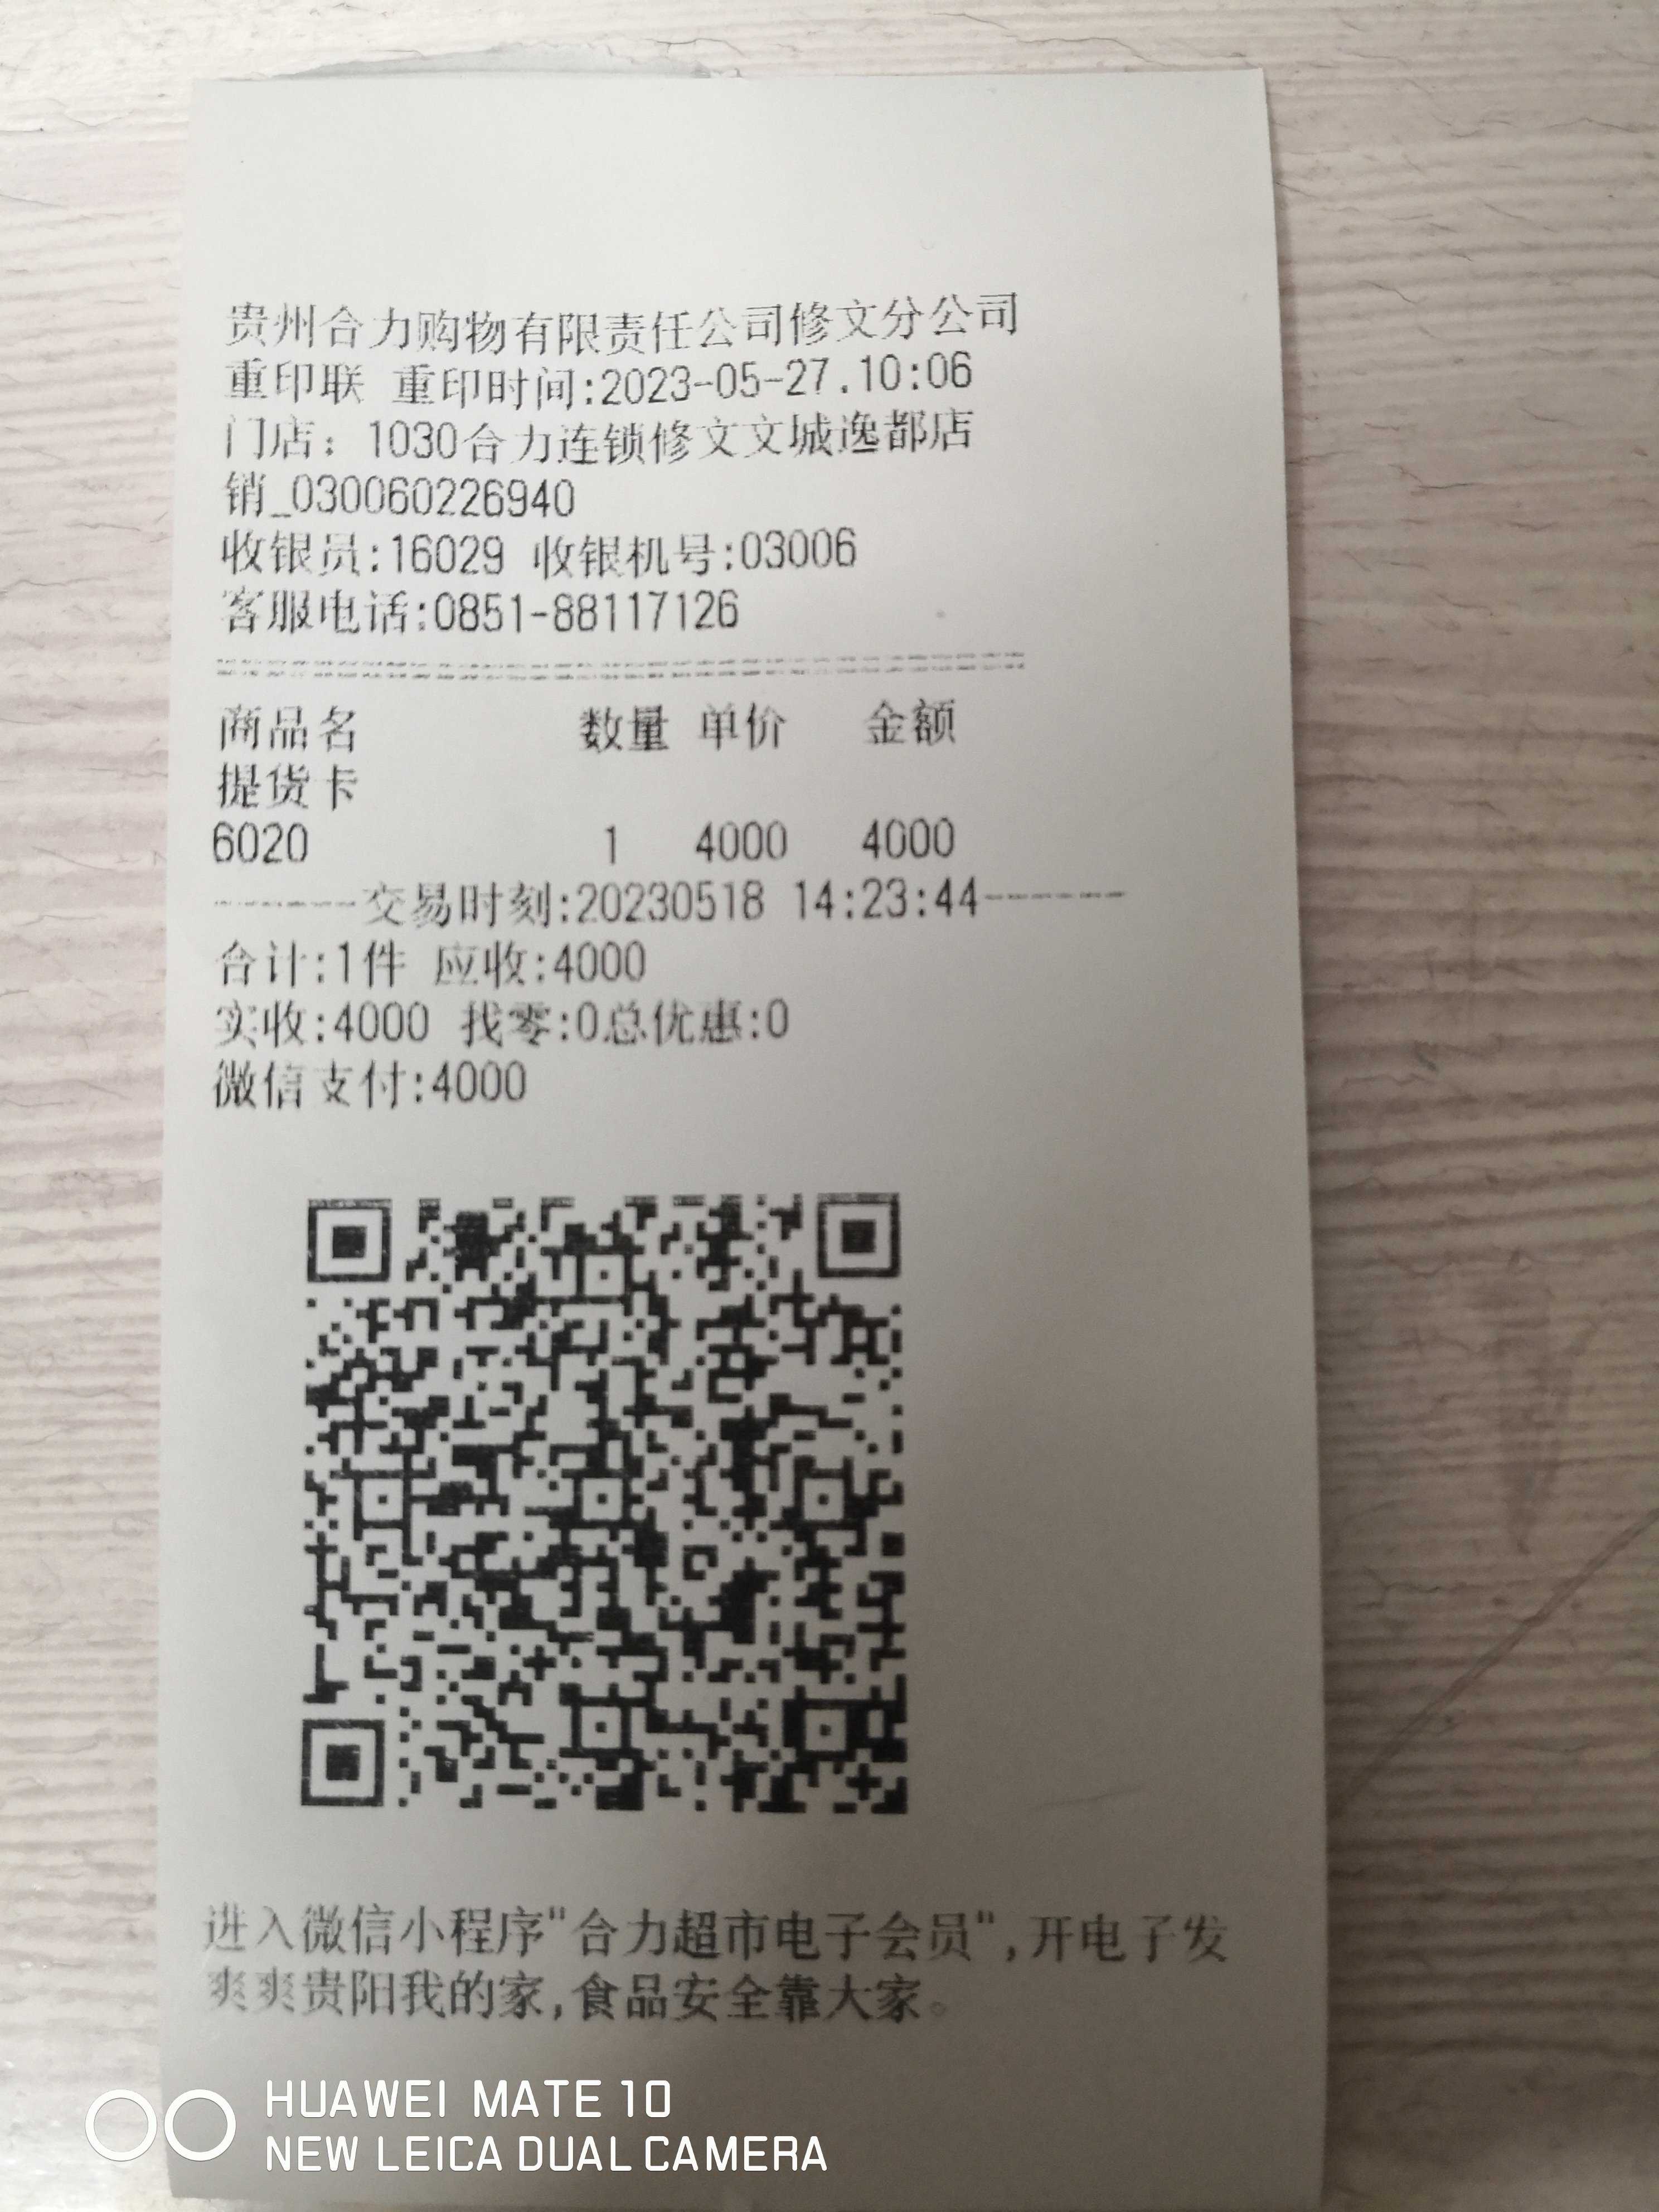 贵州合力购物有限责任公司修文分公司
重印联 重印时间:2023-05-27.10:06
门店：1030合力连锁修文文城逸都店
销_030060226940
收银员:16029 收银机号:03006
客服电话:0851-88117126
商品名 数量 单价 金额
提货卡
6020 1 4000 4000
------交易时刻:20230518 14:23:44------
合计:1件 应收:4000
实收:4000 找零:0总优惠:0
微信支付:4000
进入微信小程序"合力超市电子会员",开电子发
爽爽贵阳我的家,食品安全靠大家。
HUAWEI MATE 10
NEW LEICA DUAL CAMERA